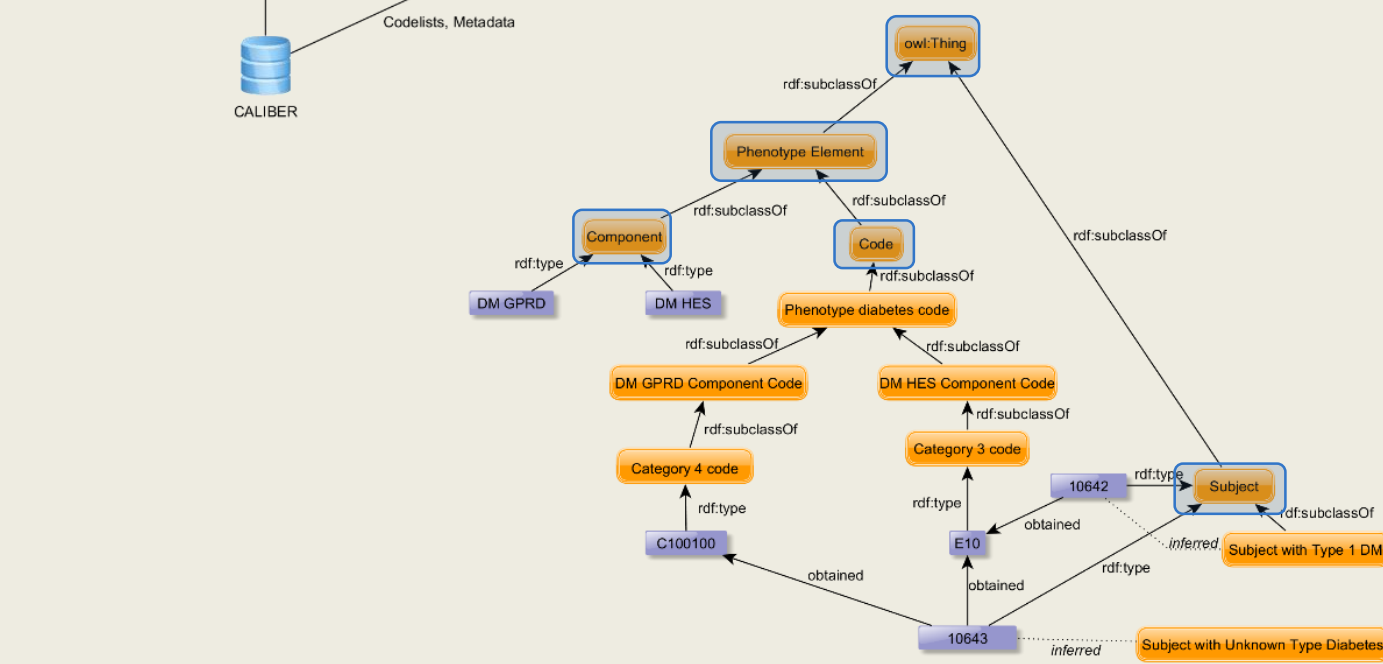 Codelists, Metadata
owl:Thing
rdf:subclassOf
CALIBER
Phenotype Element
rdf:subclassOf
rdf:subclassOf
rdf:subclassOf
Component
Code
rdf:type
rdf:type
rdf:subclassOf
DM GPRD
DM HES
Phenotype diabetes code
rdf:subclassOf
rdf:subclassOf
DM GPRD Component Code
DM HES Component Code
rdf:subclassOf
rdf:subclassOf
Category 3 code
Category 4 code
rdf:type
10642
Subject
rdf:type
rdf:type
rdf:subclassOf
obtained
C100100
E10
inferred
Subject with Type 1 DM
rdf:type
obtained
obtained
10643
Subject with Unknown Type Diabetes
inferred